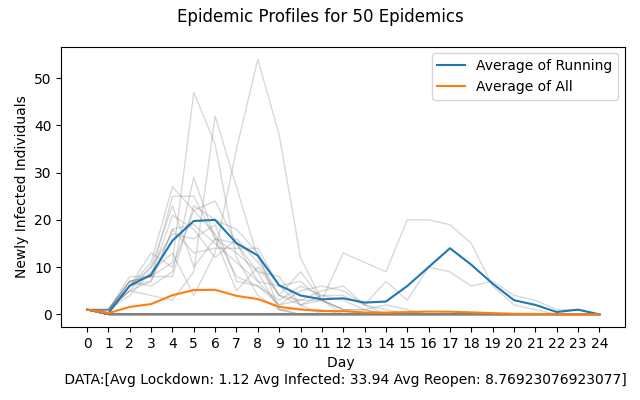 Epidemic Profiles for 50 Epidemics
Average of Running
Average of All
Newly Infected Individuals
50
40
30
20
10
0
0 1 2 3 4 5 6 7 8 9 10 11 12 13 14 15 16 17 18 19 20 21 22 23 24
Day
DATA:[Avg Lockdown: 1.12 Avg Infected: 33.94 Avg Reopen: 8.76923076923077]